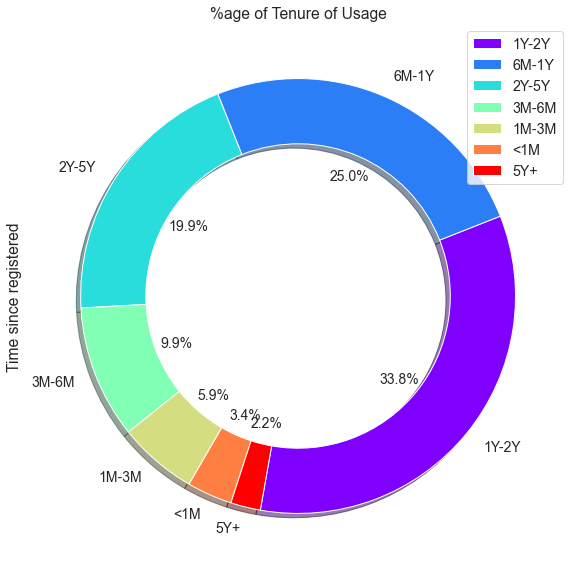 %age of Tenure of Usage
1Y-2Y
6M-1Y
2Y-5Y
3M-6M
1M-3M
<1M
5Y+
6M-1Y
25.0%
2Y-5Y
19.9%
Time since registered
9.9%
3M-6M
33.8%
5.9%
3.4%
2.2%
1Y-2Y
1M-3M
<1M
5Y+